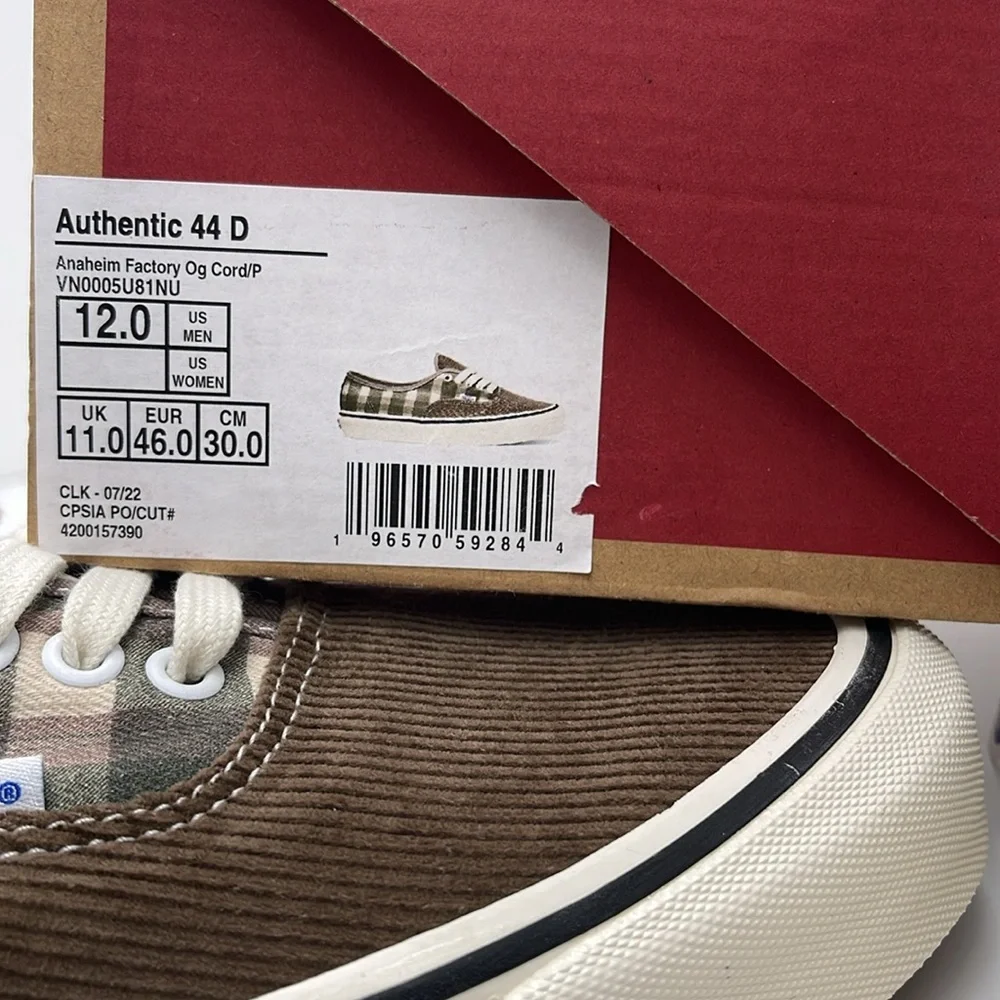 Authentic 44 D
Anaheim Factory Og Cord/P
VN0005U81NU
12.0 US MEN
US WOMEN
UK EUR CM
11.0 46.0 30.0
CLK - 07/22
CPSIA PO/CUT#
4200157390
1 96570 59284 4
®